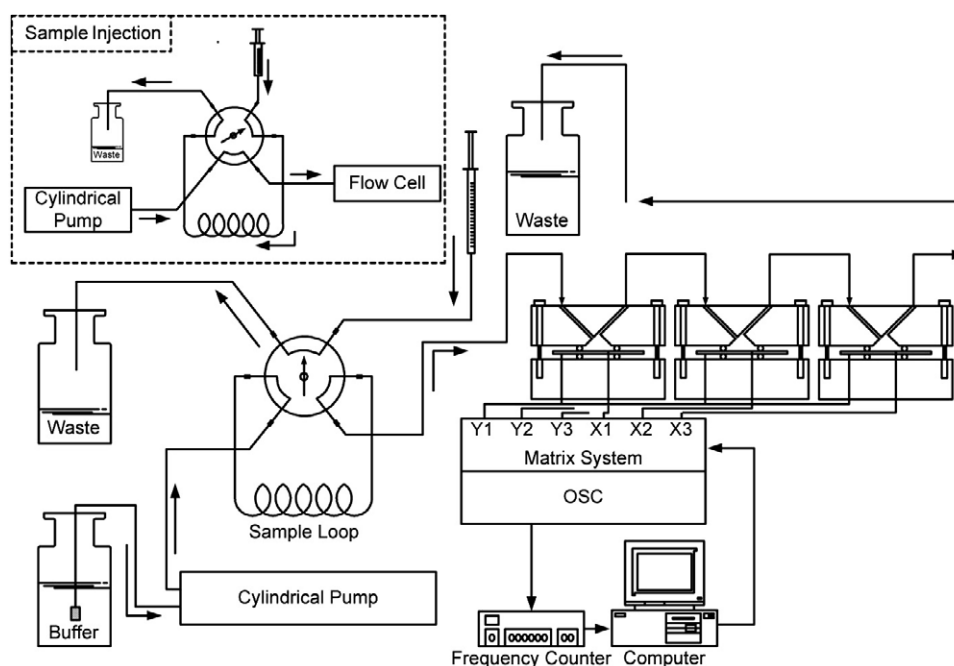 Sample Injection
Waste
Cylindrical
Pump
Flow Cell
Waste
Waste
Sample Loop
Buffer
Cylindrical Pump
Y1 Y2 Y3 X1 X2 X3
Matrix System
OSC
Frequency Counter
Computer